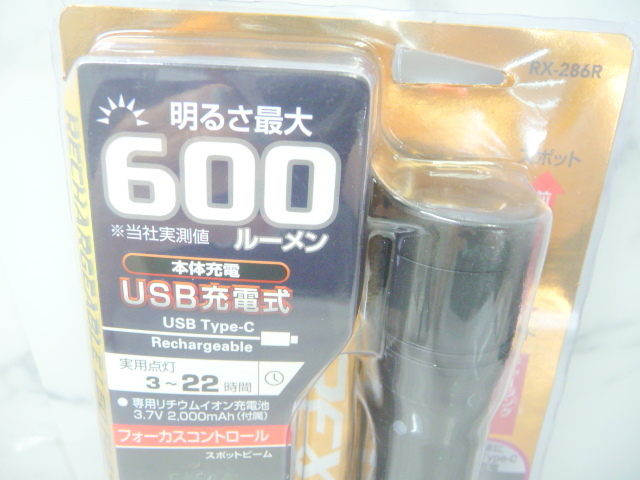 RX-286R
明るさ最大
600
※当社実測値
ルーメン
本体充電
USB充電式
USB Type-C
Rechargeable
実用点灯
3～22時間
●専用リチウムイオン充電池
3.7V 2,000mAh(付属)
フォーカスコントロール
スポットビーム
スポット
Type-C